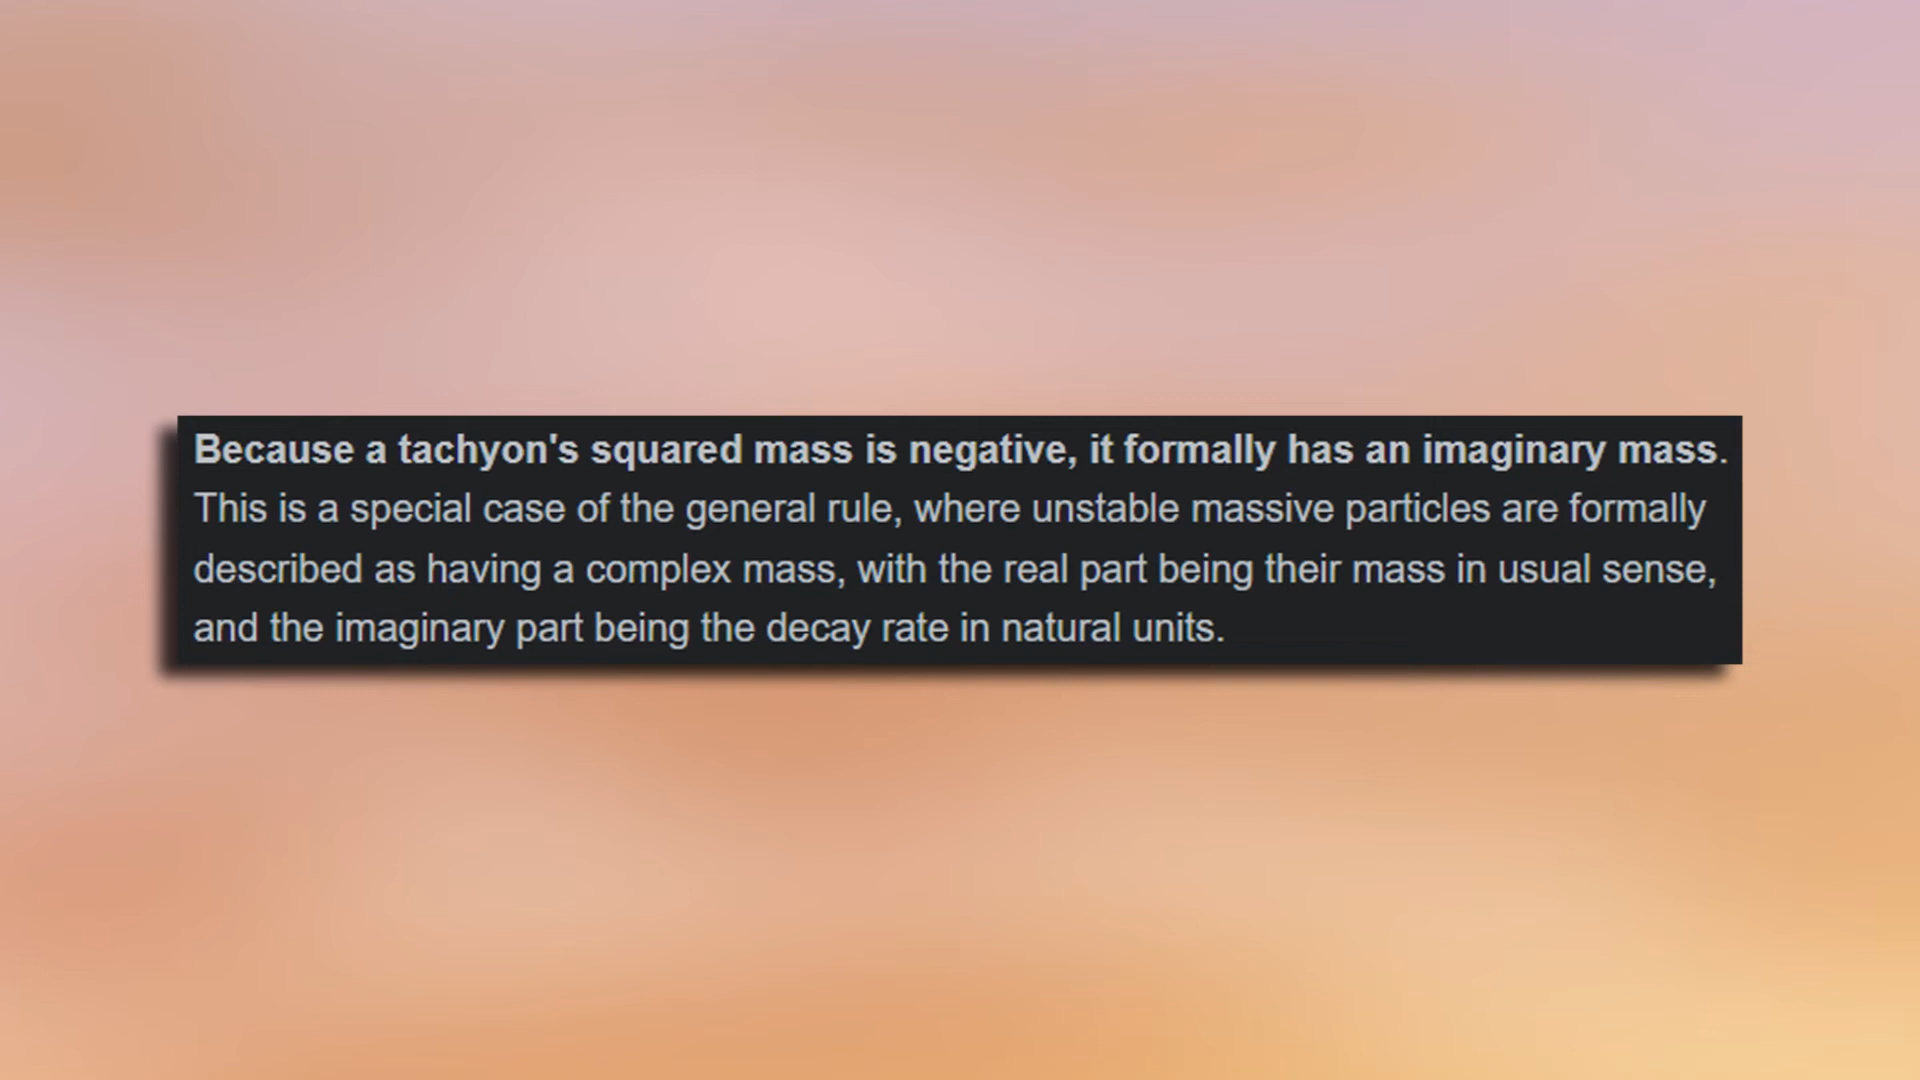 Because a tachyon's squared mass is negative, it formally has an imaginary mass.
This is a special case of the general rule, where unstable massive particles are formally
described as having a complex mass, with the real part being their mass in usual sense,
and the imaginary part being the decay rate in natural units.